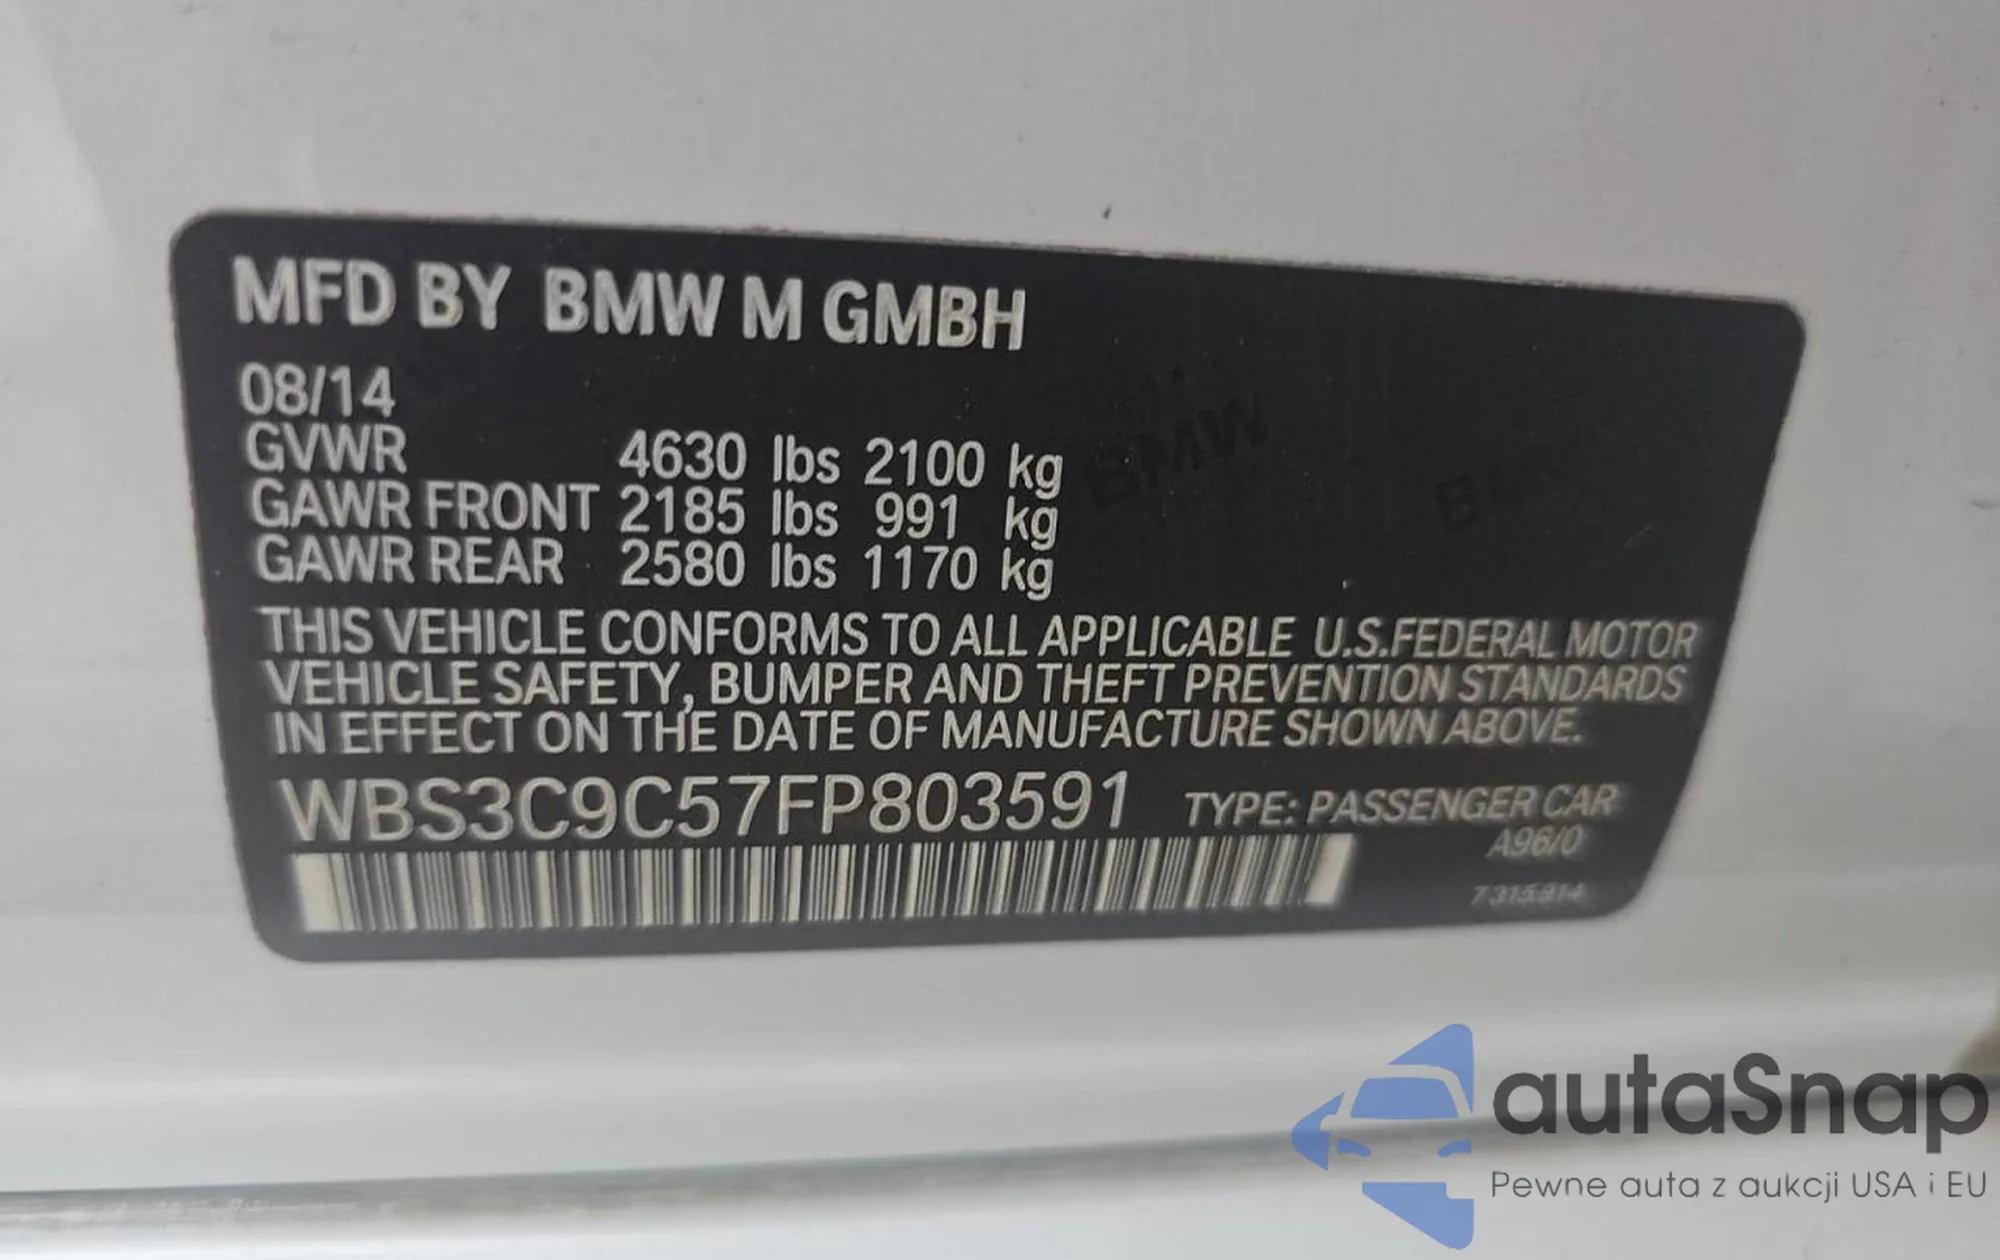 MFD BY BMW M GMBH
08/14
GVWR 4630 lbs 2100 kg
GAWR FRONT 2185 lbs 991 kg
GAWR REAR 2580 lbs 1170 kg
THIS VEHICLE CONFORMS TO ALL APPLICABLE U.S.FEDERAL MOTOR
VEHICLE SAFETY, BUMPER AND THEFT PREVENTION STANDARDS
IN EFFECT ON THE DATE OF MANUFACTURE SHOWN ABOVE.
WBS3C9C57FP803591 TYPE: PASSENGER CAR
A96/0
7315814
BMW
autaSnap
Pewne auta z aukcji USA i EU